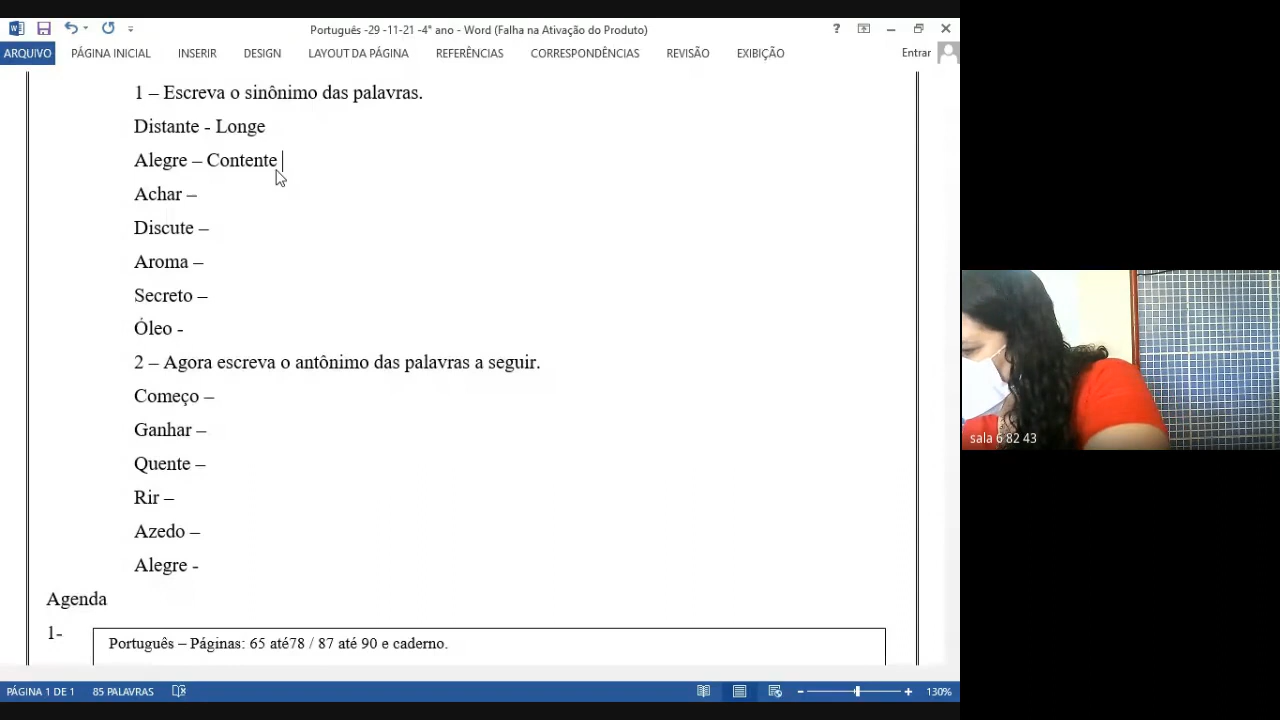 Português -29 -11-21 -4° ano - Word (Falha na Ativação do Produto)
ARQUIVO PÁGINA INICIAL INSERIR DESIGN LAYOUT DA PÁGINA REFERÊNCIAS CORRESPONDÊNCIAS REVISÃO EXIBIÇÃO Entrar
1 – Escreva o sinônimo das palavras.
Distante - Longe
Alegre – Contente
Achar –
Discute –
Aroma –
Secreto –
Óleo -
2 – Agora escreva o antônimo das palavras a seguir.
Começo –
Ganhar –
Quente –
Rir –
Azedo –
Alegre -
Agenda
1-
Português – Páginas: 65 até78 / 87 até 90 e caderno.
sala 6 82 43
PÁGINA 1 DE 1 85 PALAVRAS 130%